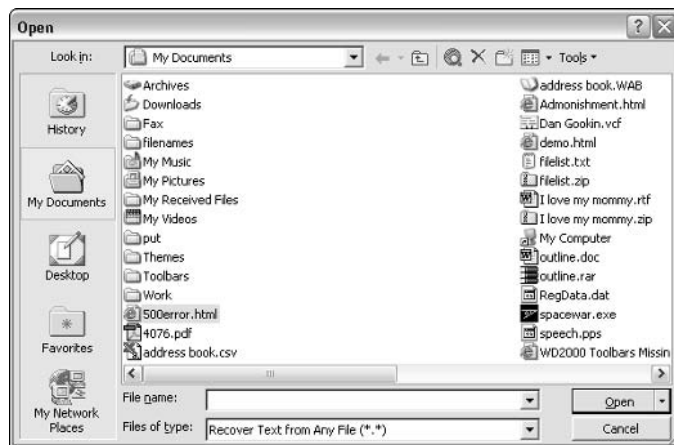 Open
Look in:
My Documents
Tools
History
My Documents
Desktop
Favorites
My Network
Places
Archives
Downloads
Fax
filenames
My Music
My Pictures
My Received Files
My Videos
put
Themes
Toolbars
Work
500error.html
4076.pdf
address book.csv
address book.WAB
Admonishment.html
Dan Gookin.vcf
demo.html
filelist.txt
filelist.zip
I love my mommy.rtf
I love my mommy.zip
My Computer
outline.doc
outline.rar
RegData.dat
spacewar.exe
speech.pps
WD2000 Toolbars Missin
File name:
Open
Files of type:
Recover Text from Any File (*.*)
Cancel